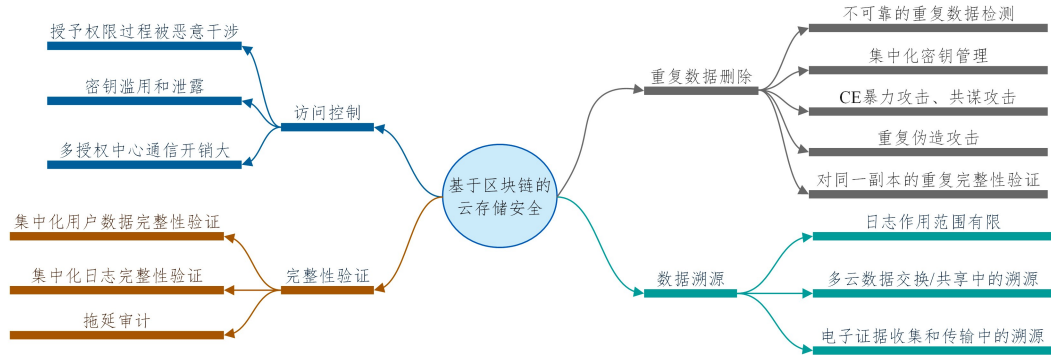 基于区块链的
云存储安全
访问控制
授予权限过程被恶意干涉
密钥滥用和泄露
多授权中心通信开销大
完整性验证
集中化用户数据完整性验证
集中化日志完整性验证
拖延审计
重复数据删除
不可靠的重复数据检测
集中化密钥管理
CE暴力攻击、共谋攻击
重复伪造攻击
对同一副本的重复完整性验证
数据溯源
日志作用范围有限
多云数据交换/共享中的溯源
电子证据收集和传输中的溯源